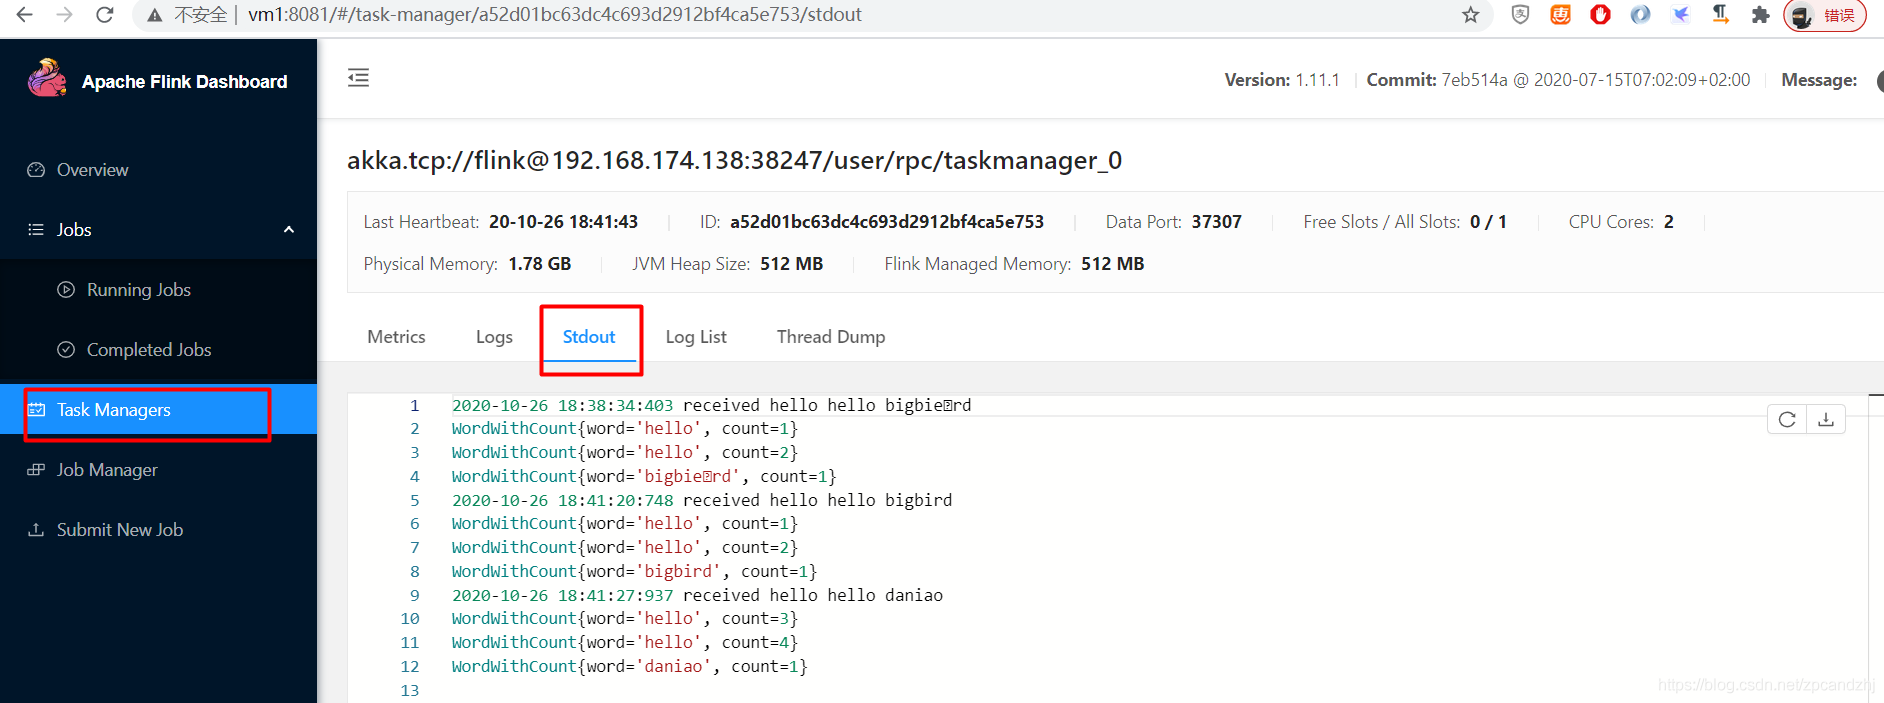 不安全 | vm1:8081/#/task-manager/a52d01bc63dc4c693d2912bf4ca5e753/stdout
错误
Apache Flink Dashboard
Version: 1.11.1 Commit: 7eb514a @ 2020-07-15T07:02:09+02:00 Message:
Overview
Jobs
Running Jobs
Completed Jobs
Task Managers
Job Manager
Submit New Job
akka.tcp://flink@192.168.174.138:38247/user/rpc/taskmanager_0
Last Heartbeat: 20-10-26 18:41:43 ID: a52d01bc63dc4c693d2912bf4ca5e753 Data Port: 37307 Free Slots / All Slots: 0 / 1 CPU Cores: 2
Physical Memory: 1.78 GB JVM Heap Size: 512 MB Flink Managed Memory: 512 MB
Metrics Logs Stdout Log List Thread Dump
1 2020-10-26 18:38:34:403 received hello hello bigbie�rd
2 WordWithCount{word='hello', count=1}
3 WordWithCount{word='hello', count=2}
4 WordWithCount{word='bigbie�rd', count=1}
5 2020-10-26 18:41:20:748 received hello hello bigbird
6 WordWithCount{word='hello', count=1}
7 WordWithCount{word='hello', count=2}
8 WordWithCount{word='bigbird', count=1}
9 2020-10-26 18:41:27:937 received hello hello daniao
10 WordWithCount{word='hello', count=3}
11 WordWithCount{word='hello', count=4}
12 WordWithCount{word='daniao', count=1}
13
https://blog.csdn.net/zpcandzhj